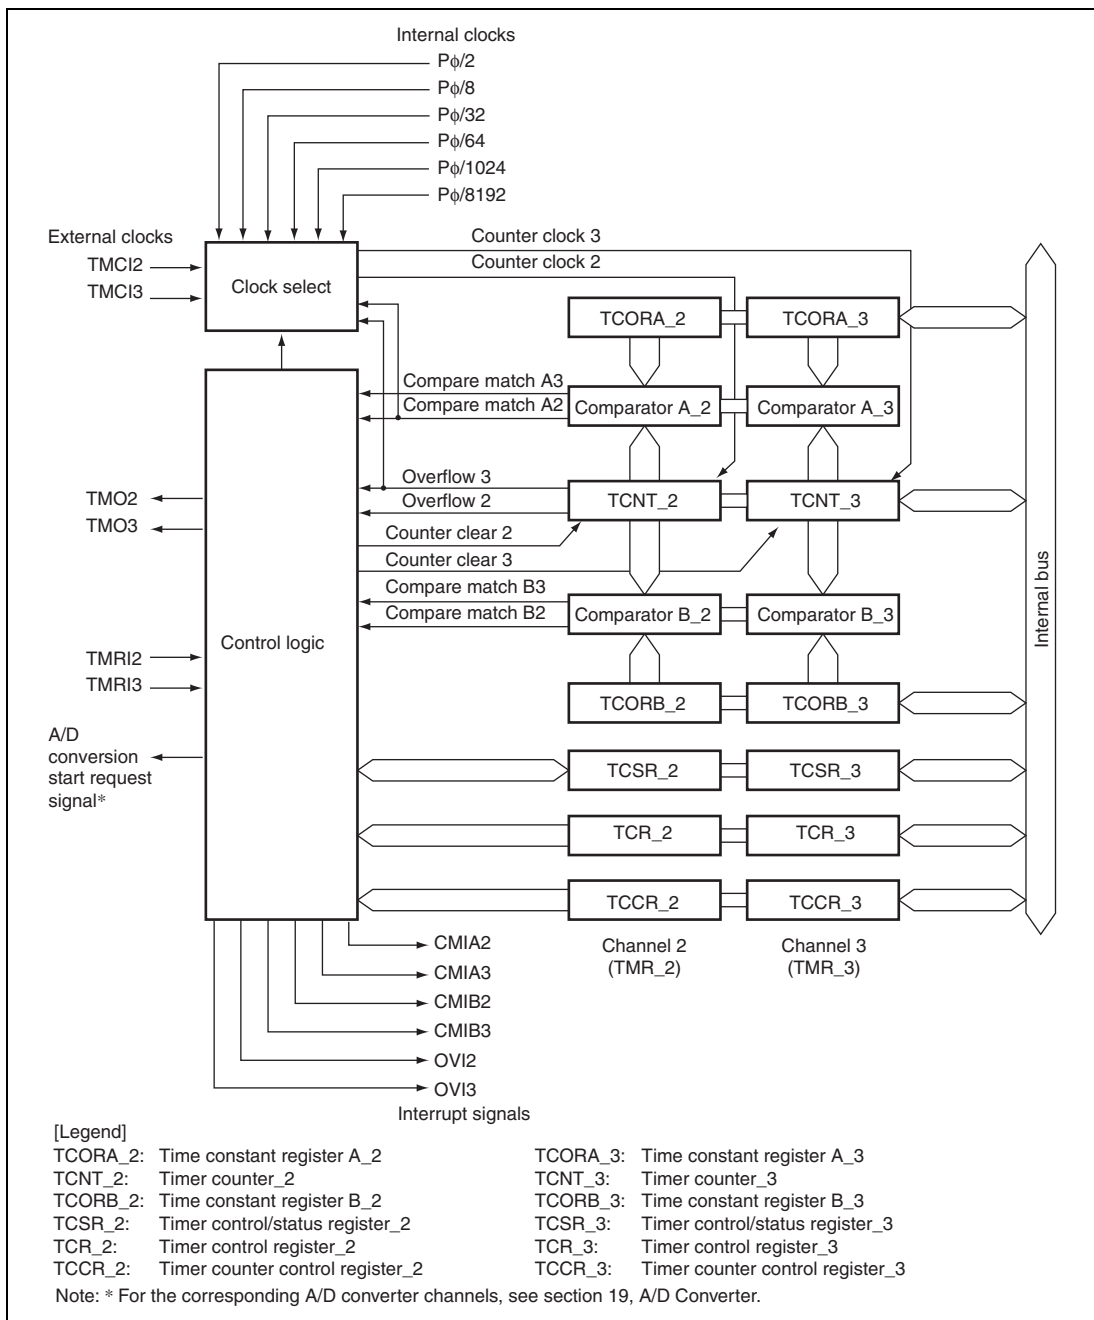 Internal clocks
Pϕ/2
Pϕ/8
Pϕ/32
Pϕ/64
Pϕ/1024
Pϕ/8192
External clocks
TMCI2
TMCI3
Clock select
Counter clock 3
Counter clock 2
TCORA_2
TCORA_3
Compare match A3
Compare match A2
Comparator A_2
Comparator A_3
TMO2
TMO3
Overflow 3
Overflow 2
TCNT_2
TCNT_3
Counter clear 2
Counter clear 3
Compare match B3
Compare match B2
Comparator B_2
Comparator B_3
Control logic
Internal bus
TMRI2
TMRI3
TCORB_2
TCORB_3
A/D
conversion
start request
signal*
TCSR_2
TCSR_3
TCR_2
TCR_3
TCCR_2
TCCR_3
Channel 2
(TMR_2)
Channel 3
(TMR_3)
CMIA2
CMIA3
CMIB2
CMIB3
OVI2
OVI3
Interrupt signals
[Legend]
TCORA_2: Time constant register A_2
TCNT_2: Timer counter_2
TCORB_2: Time constant register B_2
TCSR_2: Timer control/status register_2
TCR_2: Timer control register_2
TCCR_2: Timer counter control register_2
TCORA_3: Time constant register A_3
TCNT_3: Timer counter_3
TCORB_3: Time constant register B_3
TCSR_3: Timer control/status register_3
TCR_3: Timer control register_3
TCCR_3: Timer counter control register_3
Note: * For the corresponding A/D converter channels, see section 19, A/D Converter.